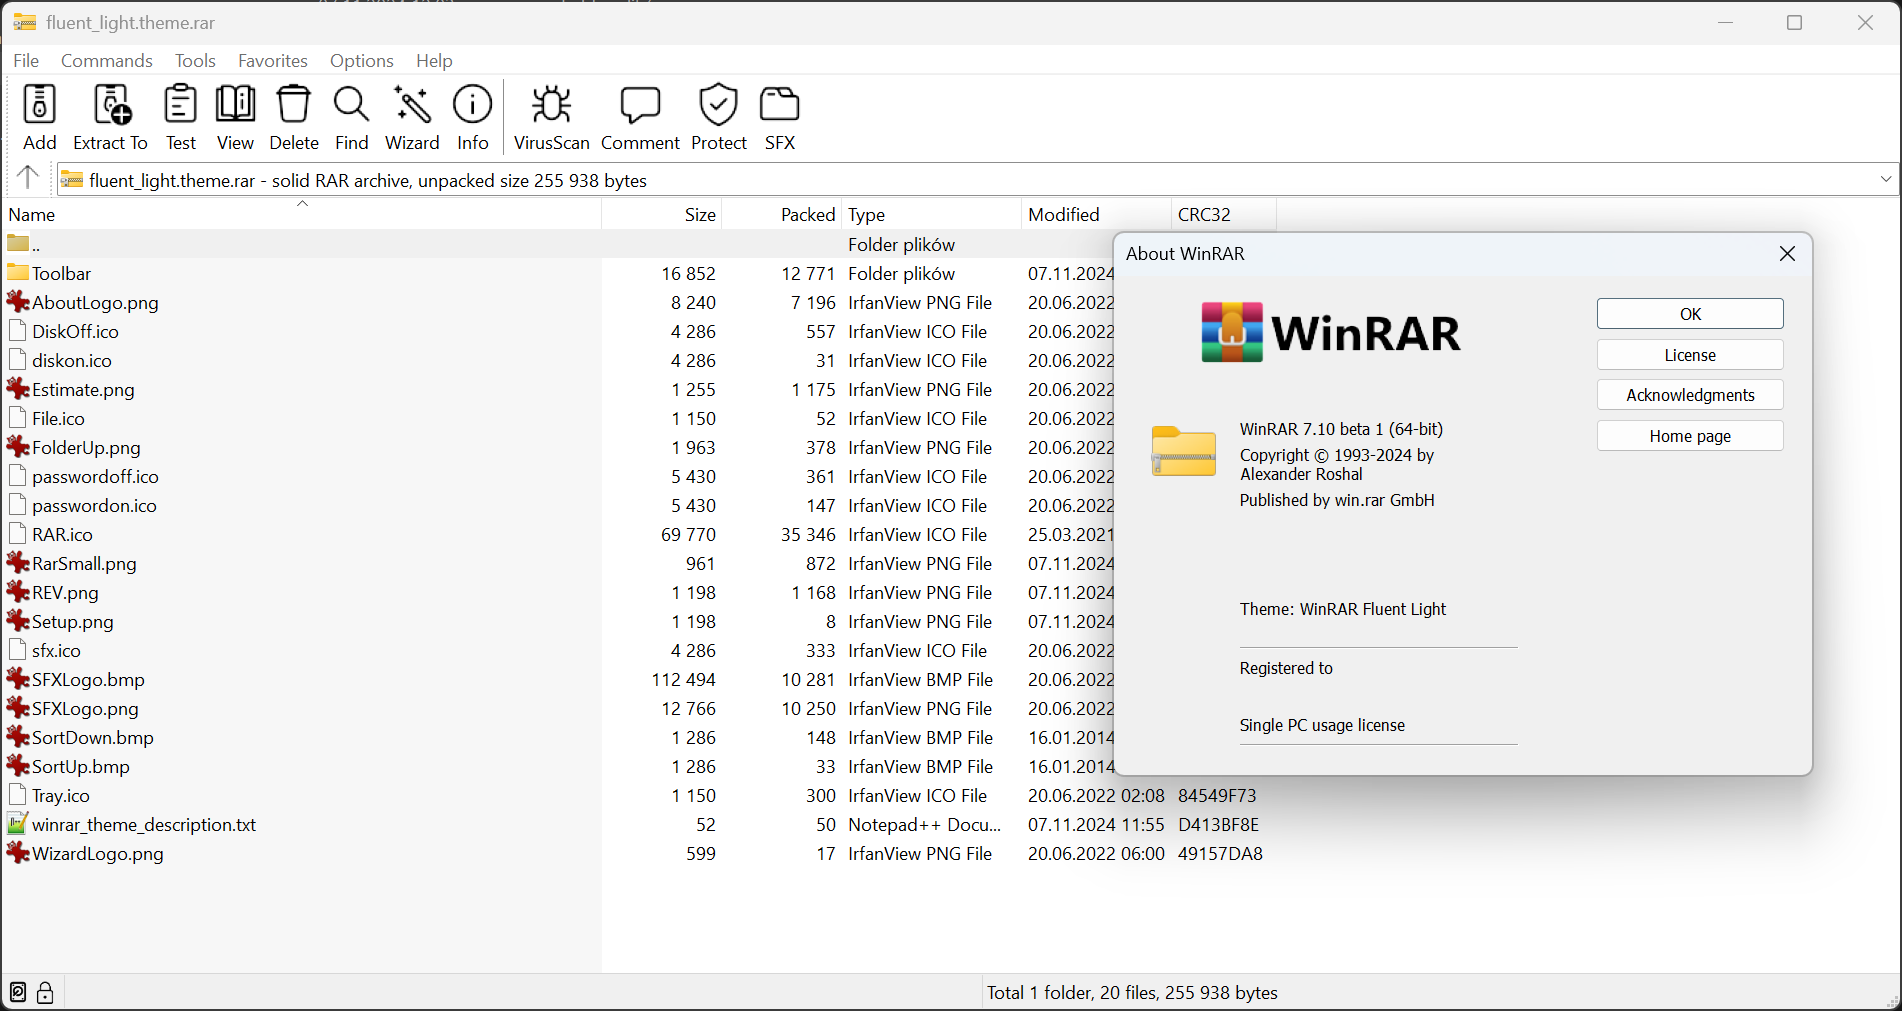 fluent_light.theme.rar
File Commands Tools Favorites Options Help
Add Extract To Test View Delete Find Wizard Info VirusScan Comment Protect SFX
fluent_light.theme.rar - solid RAR archive, unpacked size 255 938 bytes
Name Size Packed Type Modified CRC32
.. Folder plików
Toolbar 16 852 12 771 Folder plików 07.11.2024
AboutLogo.png 8 240 7 196 IrfanView PNG File 20.06.2022
DiskOff.ico 4 286 557 IrfanView ICO File 20.06.2022
diskon.ico 4 286 31 IrfanView ICO File 20.06.2022
Estimate.png 1 255 1 175 IrfanView PNG File 20.06.2022
File.ico 1 150 52 IrfanView ICO File 20.06.2022
FolderUp.png 1 963 378 IrfanView PNG File 20.06.2022
passwordoff.ico 5 430 361 IrfanView ICO File 20.06.2022
passwordon.ico 5 430 147 IrfanView ICO File 20.06.2022
RAR.ico 69 770 35 346 IrfanView ICO File 25.03.2021
RarSmall.png 961 872 IrfanView PNG File 07.11.2024
REV.png 1 198 1 168 IrfanView PNG File 07.11.2024
Setup.png 1 198 8 IrfanView PNG File 07.11.2024
sfx.ico 4 286 333 IrfanView ICO File 20.06.2022
SFXLogo.bmp 112 494 10 281 IrfanView BMP File 20.06.2022
SFXLogo.png 12 766 10 250 IrfanView PNG File 20.06.2022
SortDown.bmp 1 286 148 IrfanView BMP File 16.01.2014
SortUp.bmp 1 286 33 IrfanView BMP File 16.01.2014
Tray.ico 1 150 300 IrfanView ICO File 20.06.2022 02:08 84549F73
winrar_theme_description.txt 52 50 Notepad++ Docu... 07.11.2024 11:55 D413BF8E
WizardLogo.png 599 17 IrfanView PNG File 20.06.2022 06:00 49157DA8
About WinRAR
WinRAR
OK
License
Acknowledgments
Home page
WinRAR 7.10 beta 1 (64-bit)
Copyright © 1993-2024 by
Alexander Roshal
Published by win.rar GmbH
Theme: WinRAR Fluent Light
Registered to
Single PC usage license
Total 1 folder, 20 files, 255 938 bytes